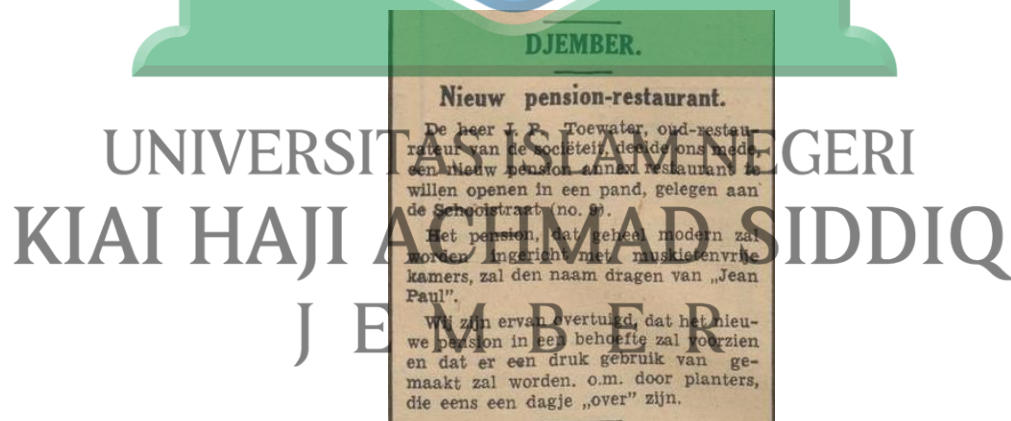 DJEMBER.
Nieuw pension-restaurant.
De heer J. P. Toewater, oud-restau-
rateur van de sociëteit, deelde ons mede,
een nieuw pension annex restaurant te
willen openen in een pand, gelegen aan
de Schoolstraat (no. 9).
Het pension, dat geheel modern zal
worden ingericht met muskietenvrije
kamers, zal den naam dragen van „Jean
Paul”.
Wij zijn ervan overtuigd, dat het nieu-
we pension in een behoefte zal voorzien
en dat er een druk gebruik van ge-
maakt zal worden. o.m. door planters,
die eens een dagje „over” zijn.
UNIVERSITAS ISLAM NEGERI
KIAI HAJI ACHMAD SIDDIQ
JEMBER